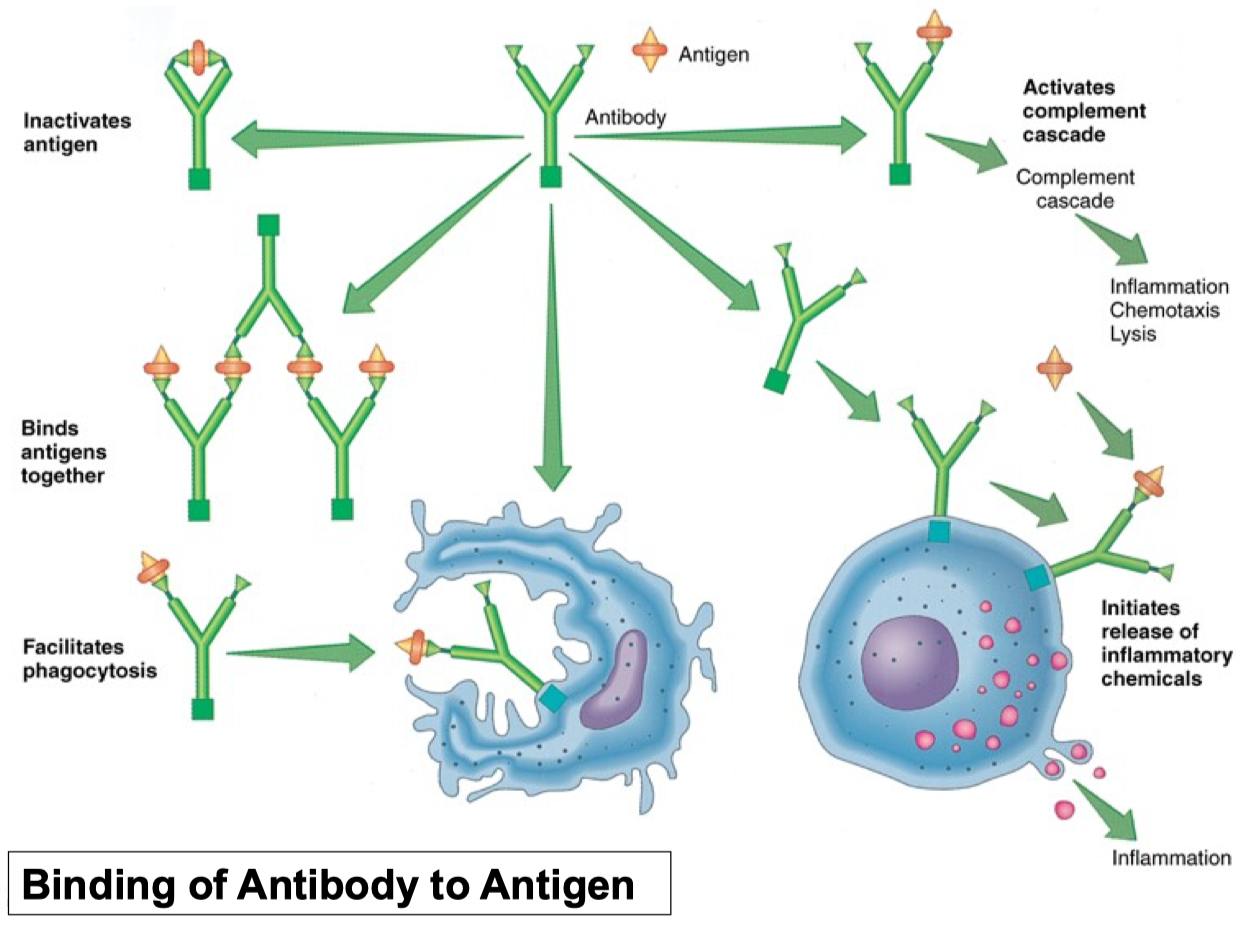 Antigen
Antibody
Inactivates
antigen
Activates
complement
cascade
Complement
cascade
Inflammation
Chemotaxis
Lysis
Binds
antigens
together
Facilitates
phagocytosis
Initiates
release of
inflammatory
chemicals
Inflammation
Binding of Antibody to Antigen